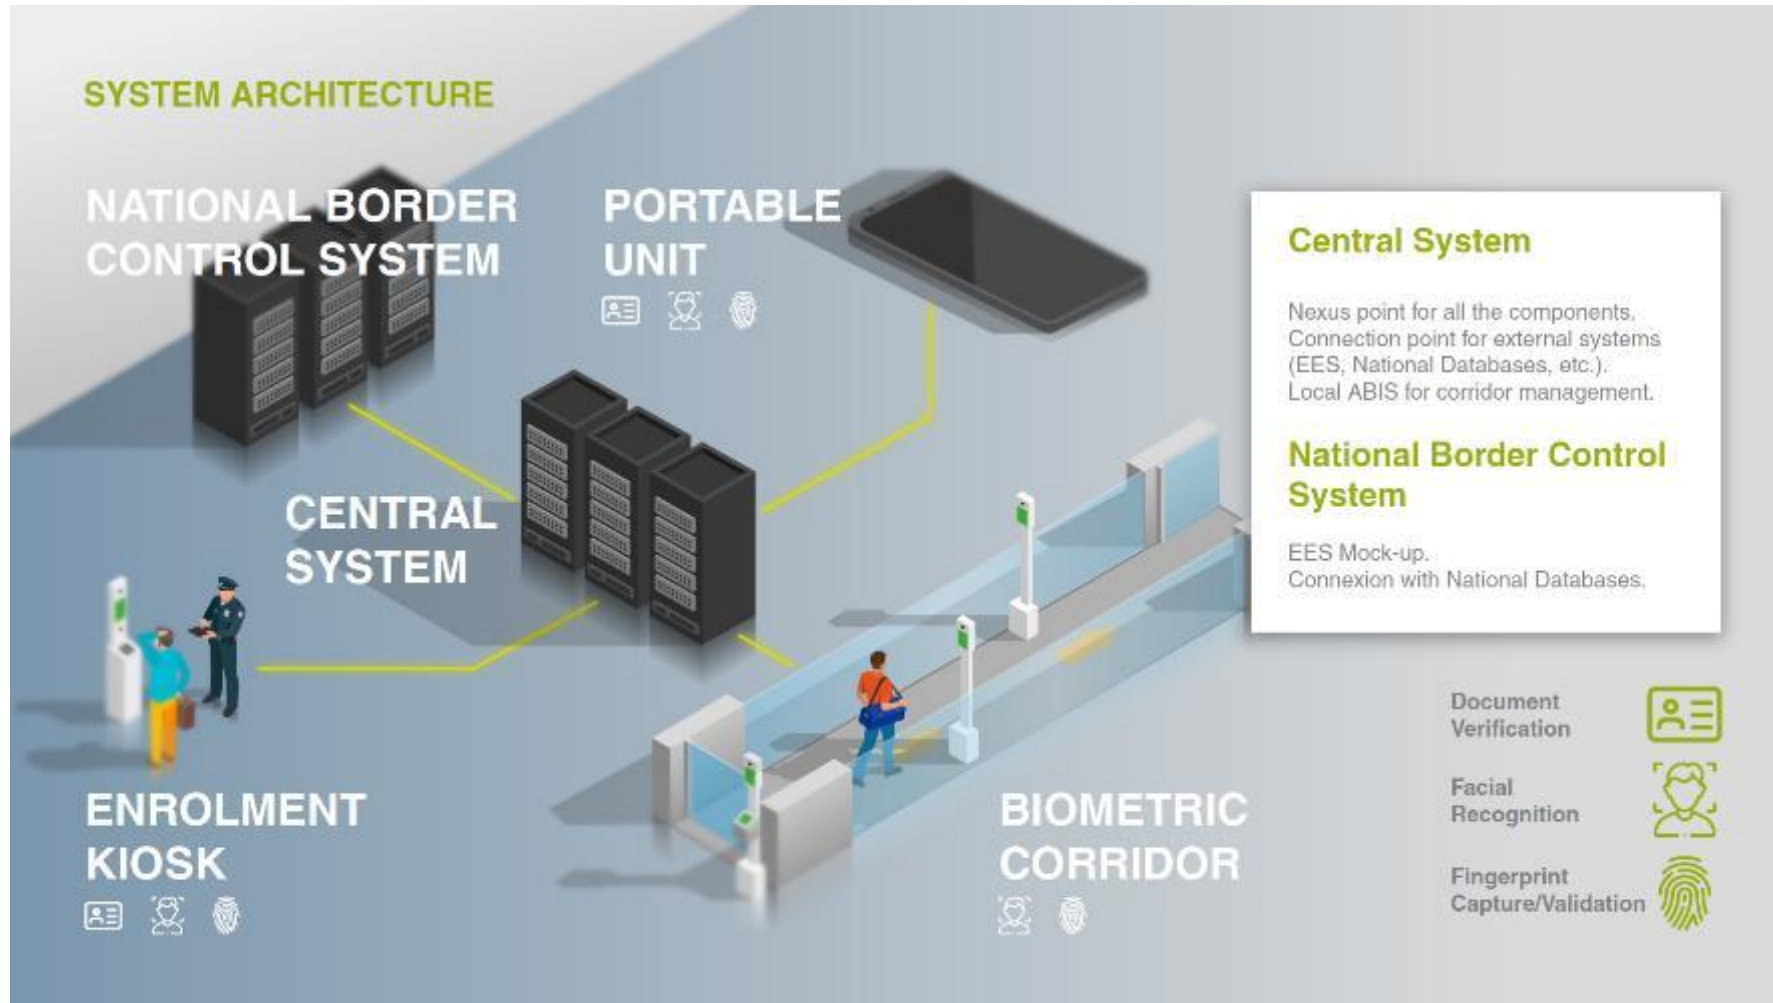 SYSTEM ARCHITECTURE
NATIONAL BORDER
CONTROL SYSTEM
PORTABLE
UNIT
CENTRAL
SYSTEM
ENROLMENT
KIOSK
BIOMETRIC
CORRIDOR
Central System
Nexus point for all the components.
Connection point for external systems
(EES, National Databases, etc.).
Local ABIS for corridor management.
National Border Control
System
EES Mock-up.
Connexion with National Databases.
Document
Verification
Facial
Recognition
Fingerprint
Capture/Validation